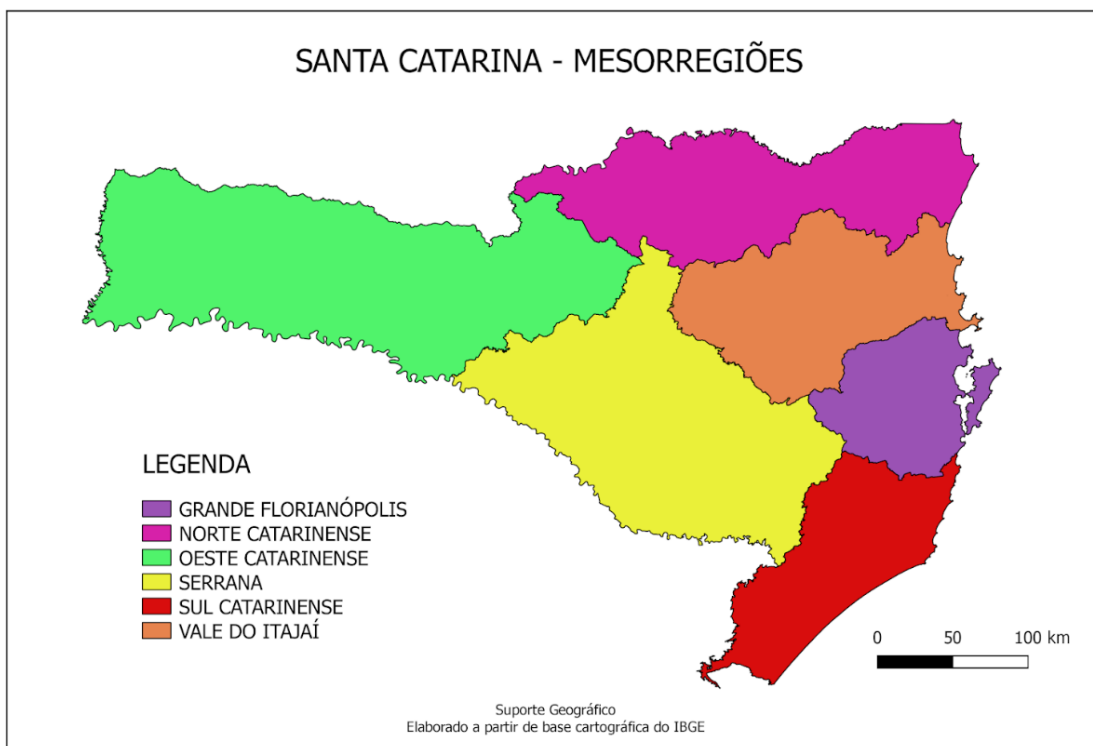 SANTA CATARINA - MESORREGIÕES
LEGENDA
GRANDE FLORIANÓPOLIS
NORTE CATARINENSE
OESTE CATARINENSE
SERRANA
SUL CATARINENSE
VALE DO ITAJAÍ
0 50 100 km
Suporte Geográfico
Elaborado a partir de base cartográfica do IBGE